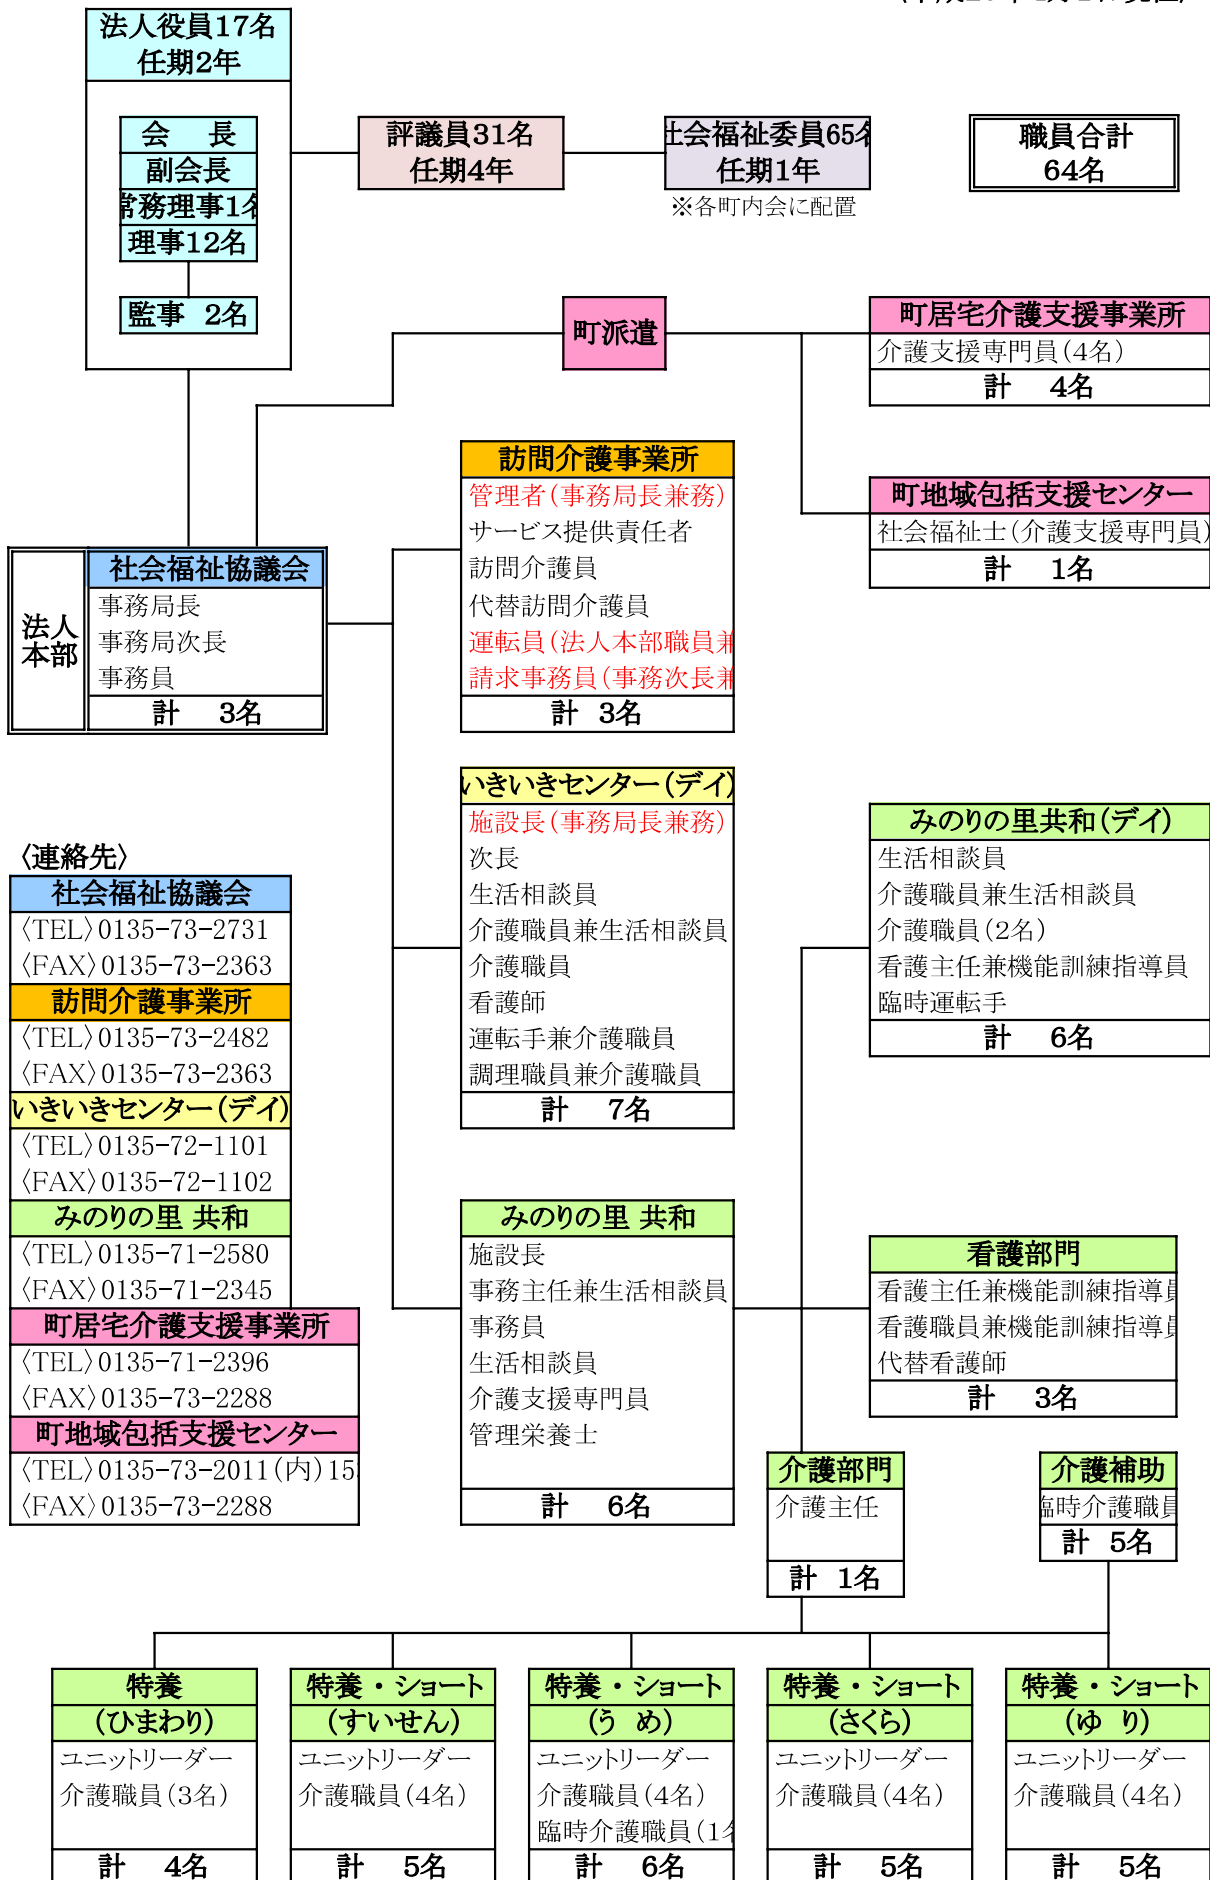 法人役員17名
任期2年
会　長
副会長
常務理事1名
理事12名
監事 2名
評議員31名
任期4年
社会福祉委員65名
任期1年
※各町内会に配置
職員合計
64名
町派遣
町居宅介護支援事業所
介護支援専門員(4名)
計 4名
町地域包括支援センター
社会福祉士(介護支援専門員)
計 1名
法人
本部
社会福祉協議会
事務局長
事務局次長
事務員
計 3名
訪問介護事業所
管理者(事務局長兼務)
サービス提供責任者
訪問介護員
代替訪問介護員
運転員(法人本部職員兼
請求事務員(事務次長兼
計 3名
いきいきセンター(デイ)
施設長(事務局長兼務)
次長
生活相談員
介護職員兼生活相談員
介護職員
看護師
運転手兼介護職員
調理職員兼介護職員
計 7名
みのりの里共和(デイ)
生活相談員
介護職員兼生活相談員
介護職員(2名)
看護主任兼機能訓練指導員
臨時運転手
計 6名
〈連絡先〉
社会福祉協議会
〈TEL〉0135-73-2731
〈FAX〉0135-73-2363
訪問介護事業所
〈TEL〉0135-73-2482
〈FAX〉0135-73-2363
いきいきセンター(デイ)
〈TEL〉0135-72-1101
〈FAX〉0135-72-1102
みのりの里 共和
〈TEL〉0135-71-2580
〈FAX〉0135-71-2345
町居宅介護支援事業所
〈TEL〉0135-71-2396
〈FAX〉0135-73-2288
町地域包括支援センター
〈TEL〉0135-73-2011(内)15
〈FAX〉0135-73-2288
みのりの里 共和
施設長
事務主任兼生活相談員
事務員
生活相談員
介護支援専門員
管理栄養士
計 6名
看護部門
看護主任兼機能訓練指導員
看護職員兼機能訓練指導員
代替看護師
計 3名
介護部門
介護主任
計 1名
介護補助
臨時介護職員
計 5名
特養
(ひまわり)
ユニットリーダー
介護職員(3名)
計 4名
特養・ショート
(すいせん)
ユニットリーダー
介護職員(4名)
計 5名
特養・ショート
(う め)
ユニットリーダー
介護職員(4名)
臨時介護職員(1名
計 6名
特養・ショート
(さくら)
ユニットリーダー
介護職員(4名)
計 5名
特養・ショート
(ゆ り)
ユニットリーダー
介護職員(4名)
計 5名